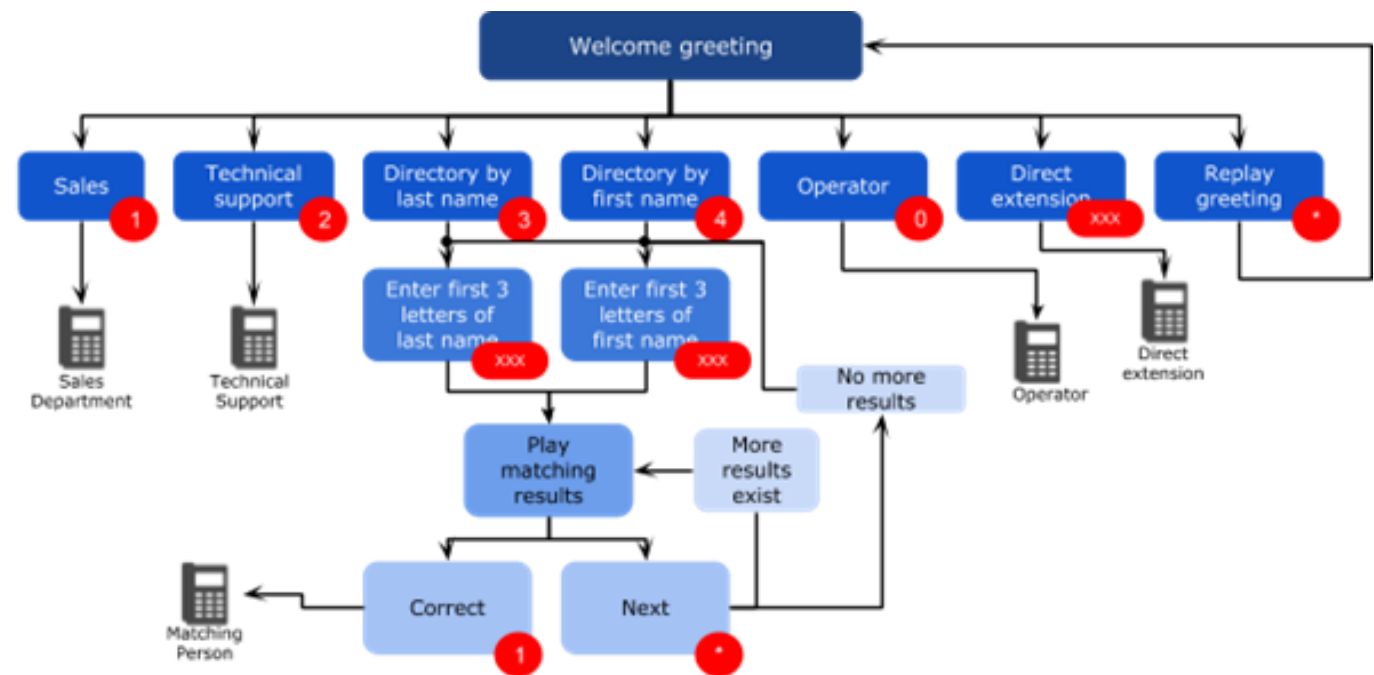 Welcome greeting
Sales
1
Technical
support
2
Directory by
last name
3
Directory by
first name
4
Operator
0
Direct
extension
xxx
Replay
greeting
*
Enter first 3
letters of
last name
xxx
Enter first 3
letters of
first name
xxx
Sales
Department
Technical
Support
Operator
Direct
extension
No more
results
Play
matching
results
More
results
exist
Matching
Person
Correct
1
Next
*